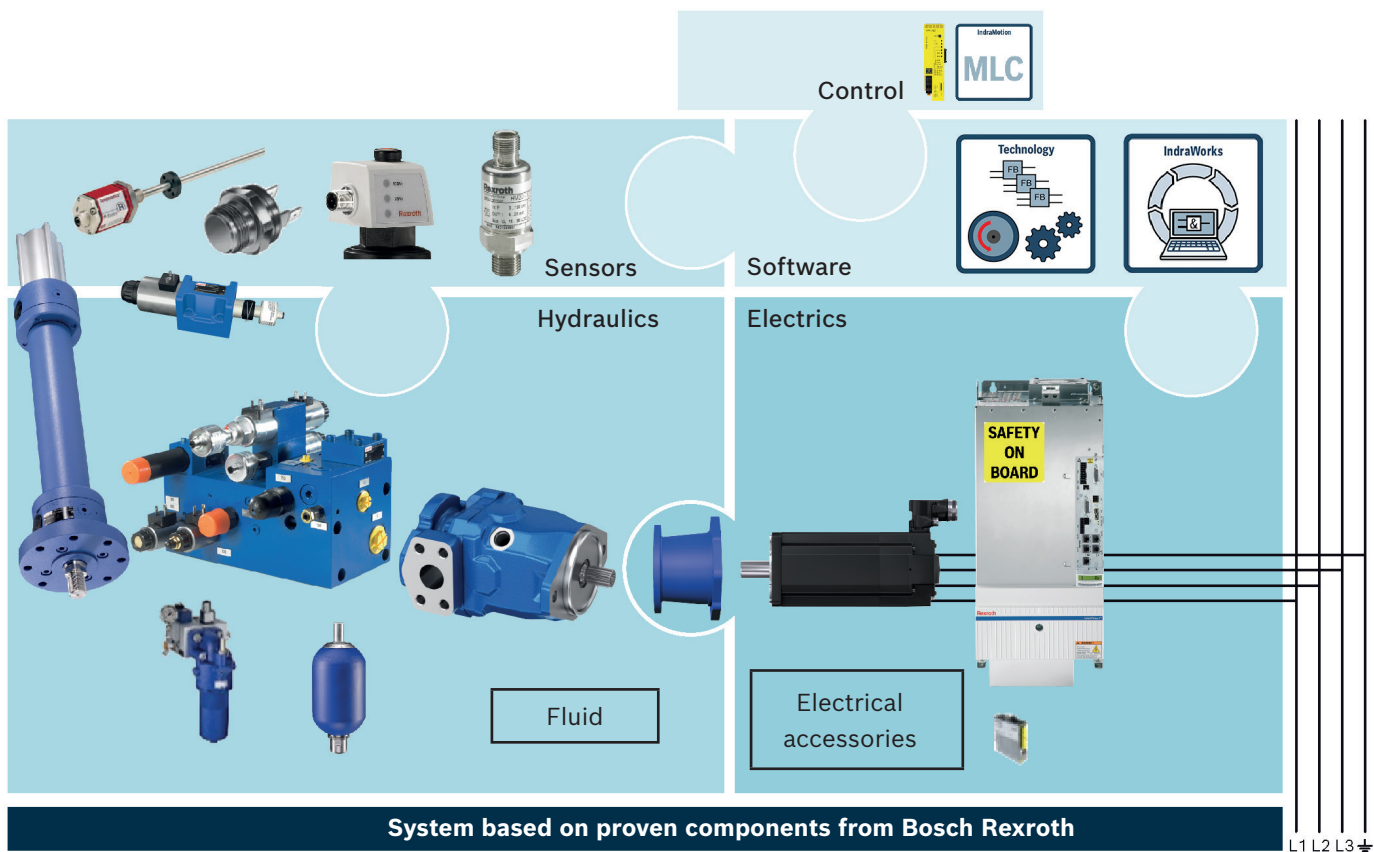 IndraMotion
MLC
Control
Technology
FB
FB
FB
IndraWorks
&
Rexroth
Rexroth
Sensors
Software
Hydraulics
Electrics
SAFETY
ON
BOARD
Rexroth
Fluid
Electrical
accessories
System based on proven components from Bosch Rexroth
L1 L2 L3